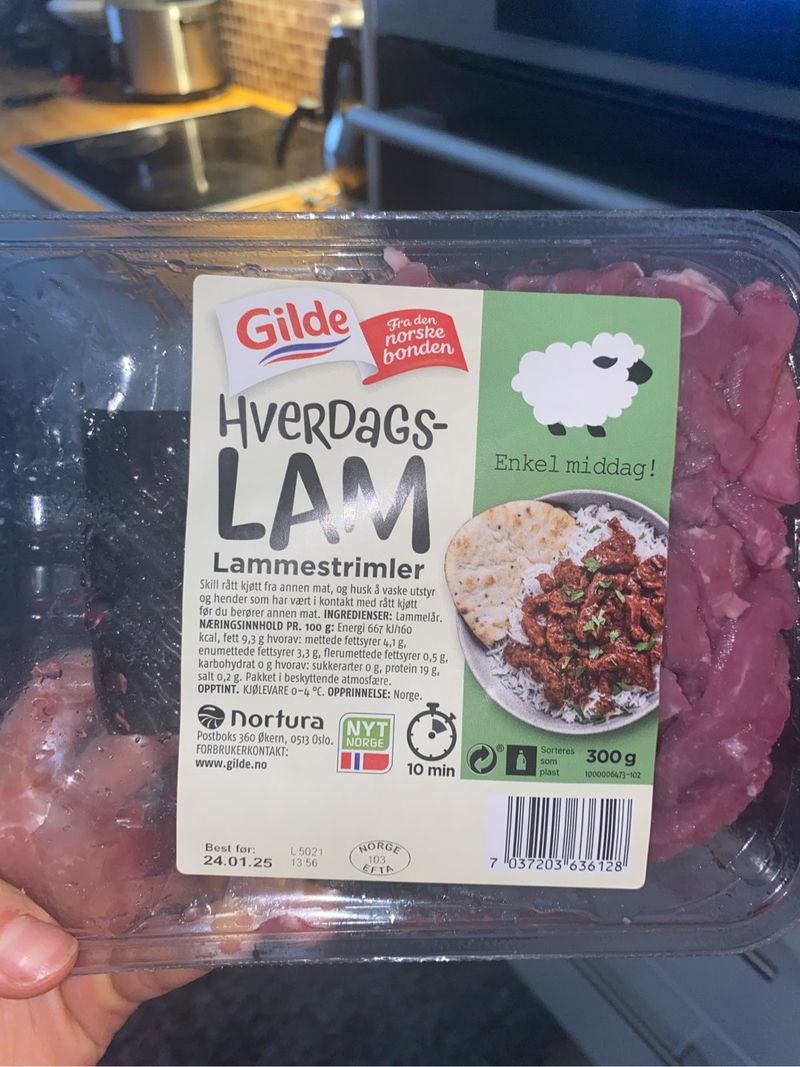 Gilde
Fra den
norske
bonden
HVERDAGS-
LAM
Lammestrimler
Skill rått kjøtt fra annen mat, og husk å vaske utstyr
og hender som har vært i kontakt med rått kjøtt
før du berører annen mat. INGREDIENSER: Lammelår.
NÆRINGSINNHOLD PR. 100 g: Energi 667 kJ/160
kcal, fett 9,3 g hvorav: mettede fettsyrer 4,1 g,
enumettede fettsyrer 3,3 g, flerumettede fettsyrer 0,5 g,
karbohydrat 0 g hvorav: sukkerarter 0 g, protein 19 g,
salt 0,2 g. Pakket i beskyttende atmosfære.
OPPTINT. KJØLEVARE 0-4 °C. OPPRINNELSE: Norge.
Nortura
Postboks 360 Økern, 0513 Oslo.
FORBRUKERKONTAKT:
www.gilde.no
NYT
NORGE
10 min
Enkel middag!
®
Sorteres
som
plast
300 g
1000006473-102
Best før:
24.01.25
L 5021
13:56
NORGE
103
EFTA
7 037203 636128